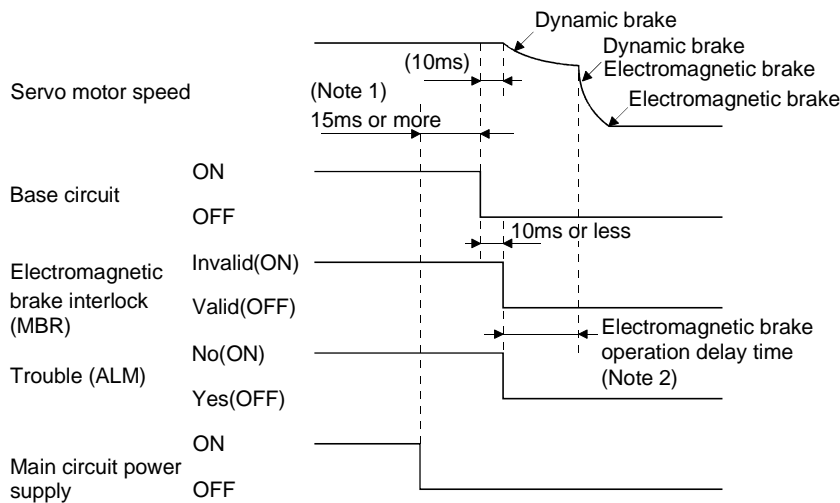 Dynamic brake
Dynamic brake
Electromagnetic brake
Electromagnetic brake
(10ms)
Servo motor speed
(Note 1)
15ms or more
Base circuit
ON
OFF
10ms or less
Electromagnetic
brake interlock
(MBR)
Invalid(ON)
Valid(OFF)
Electromagnetic brake
operation delay time
(Note 2)
Trouble (ALM)
No(ON)
Yes(OFF)
Main circuit power
supply
ON
OFF